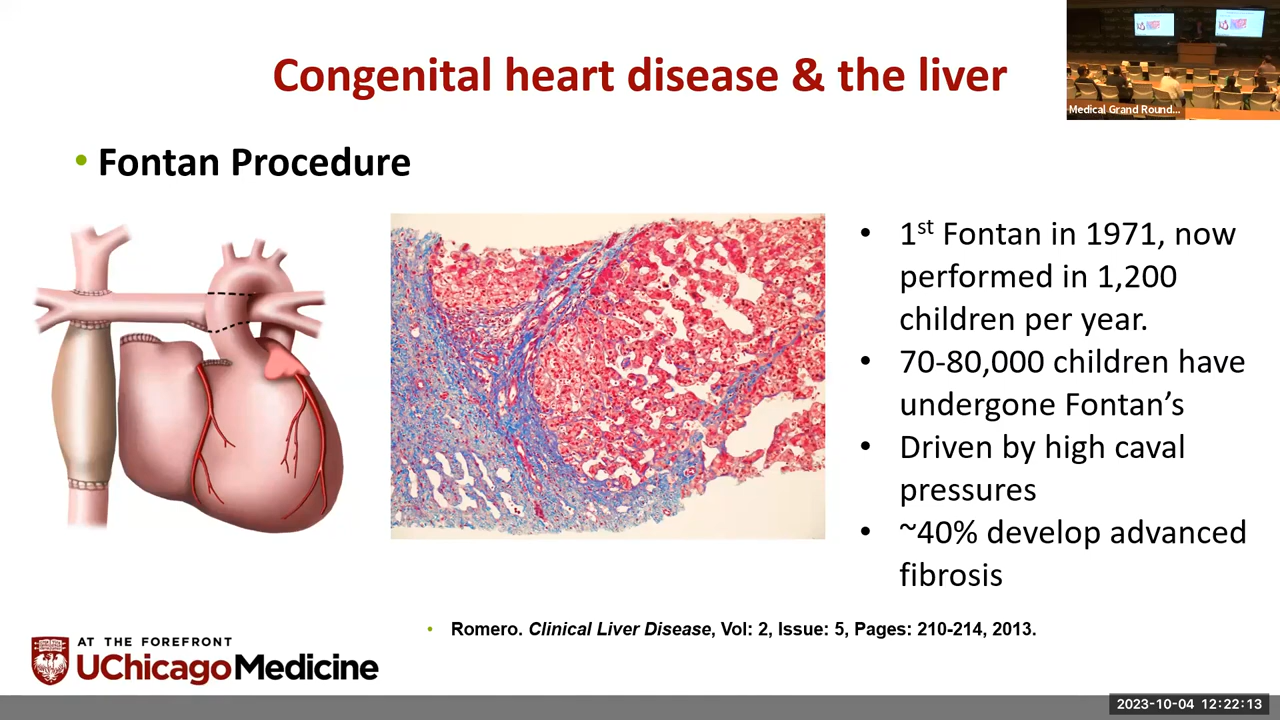 Congenital heart disease & the liver
Medical Grand Round...
• Fontan Procedure
• 1st Fontan in 1971, now
performed in 1,200
children per year.
• 70-80,000 children have
undergone Fontan’s
• Driven by high caval
pressures
• ~40% develop advanced
fibrosis
• Romero. Clinical Liver Disease, Vol: 2, Issue: 5, Pages: 210-214, 2013.
AT THE FOREFRONT
UChicago Medicine
2023-10-04 12:22:13